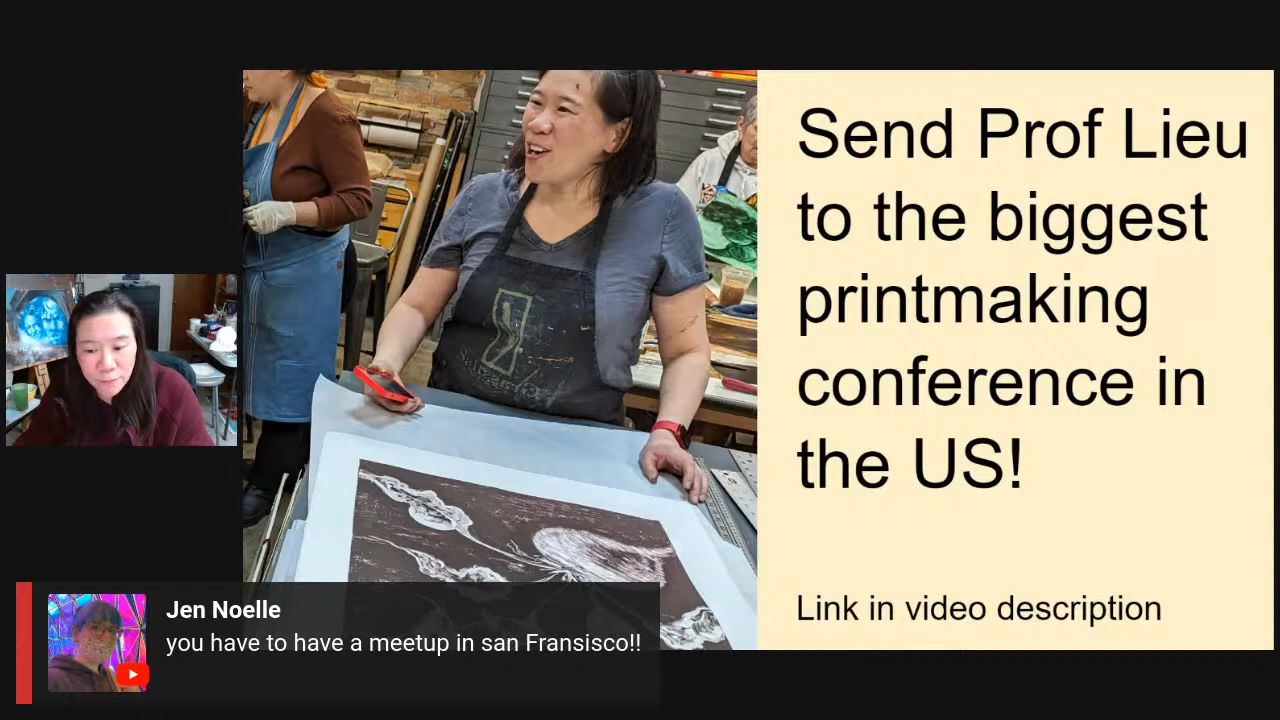 Send Prof Lieu
to the biggest
printmaking
conference in
the US!
Link in video description
Jen Noelle
you have to have a meetup in san Fransisco!!